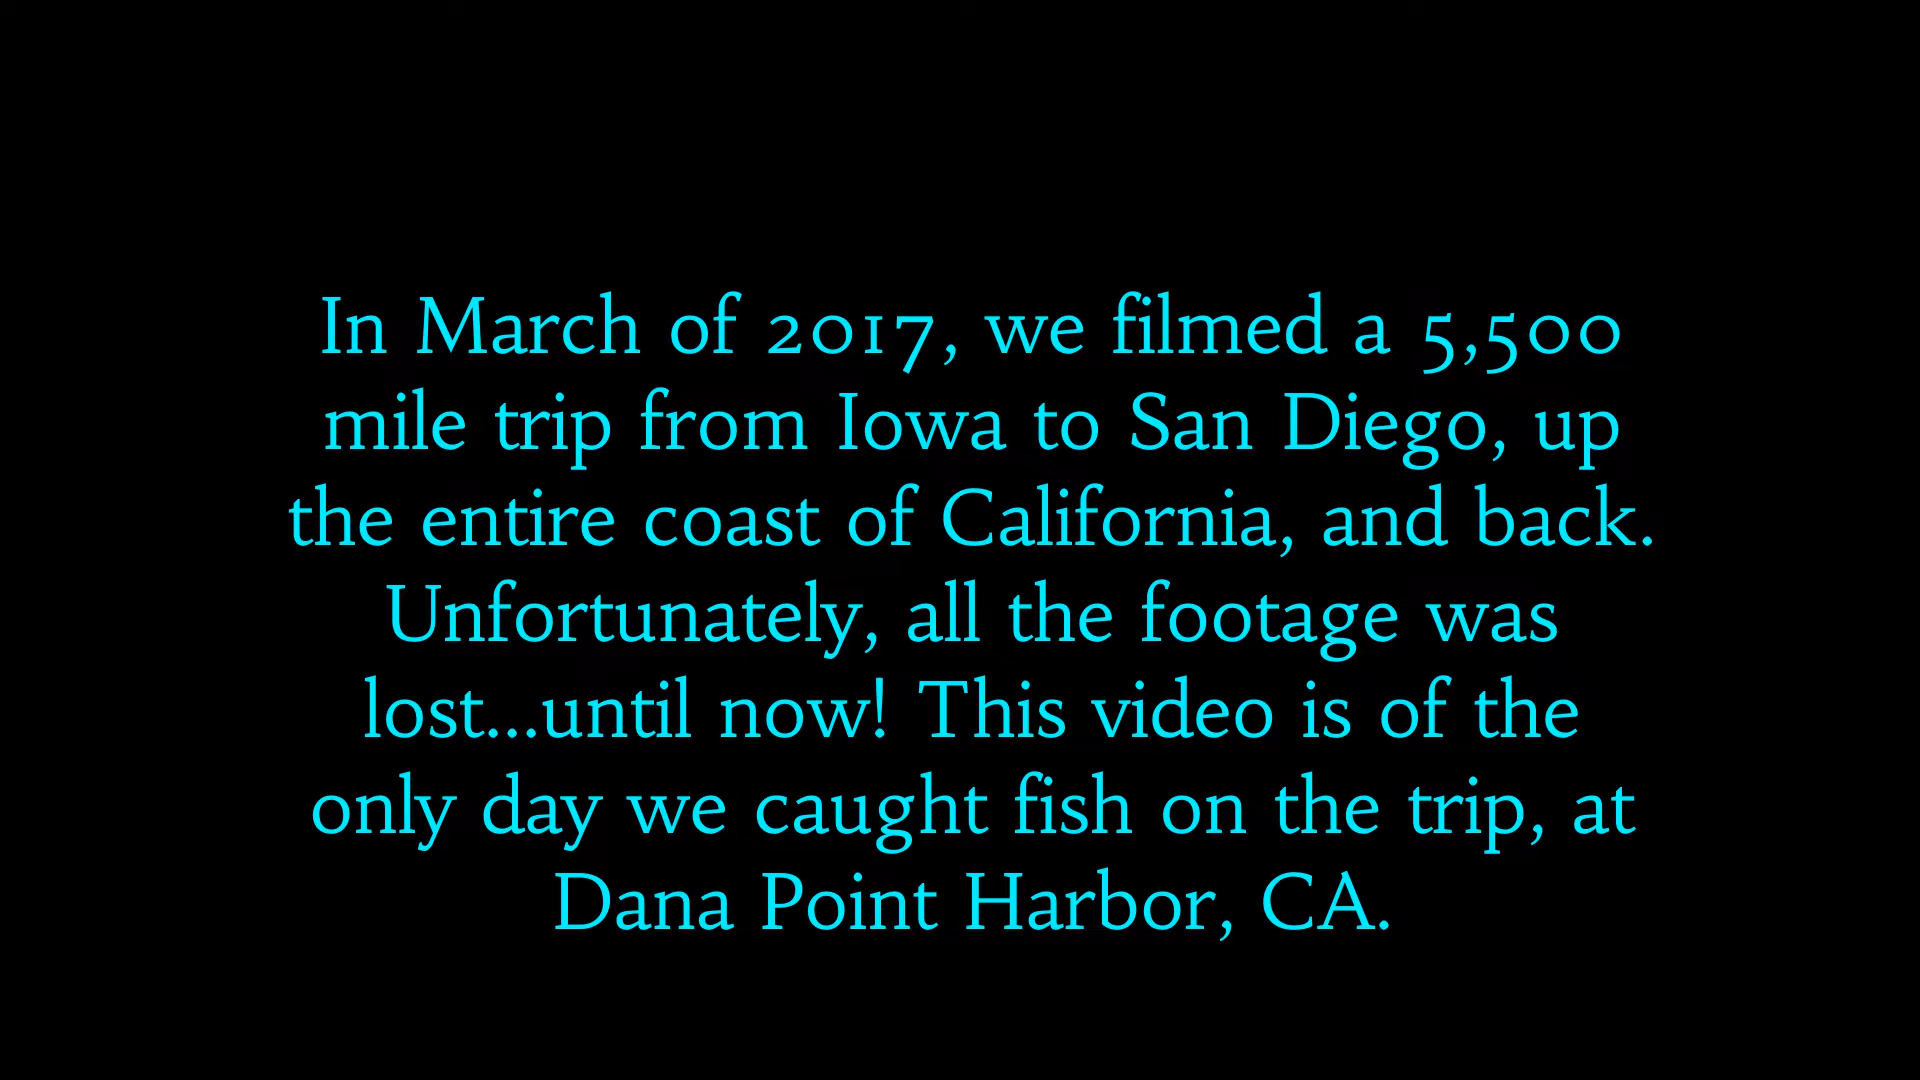 In March of 2017, we filmed a 5,500
mile trip from Iowa to San Diego, up
the entire coast of California, and back.
Unfortunately, all the footage was
lost...until now! This video is of the
only day we caught fish on the trip, at
Dana Point Harbor, CA.